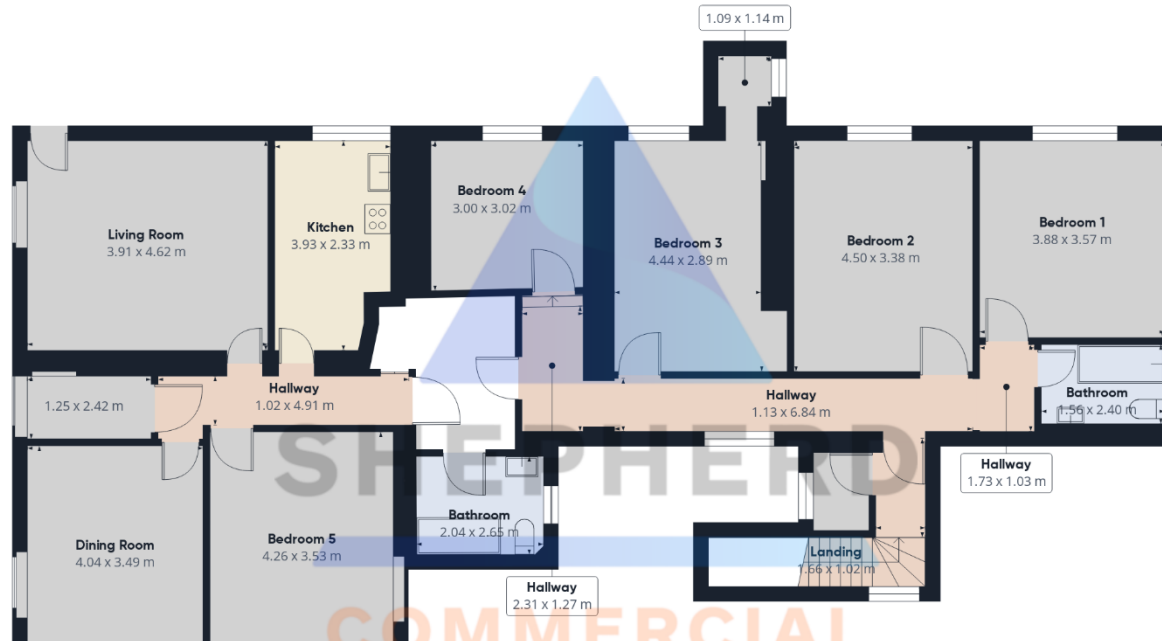 1.09 x 1.14 m
Bedroom 4
3.00 x 3.02 m
Living Room
3.91 x 4.62 m
Kitchen
3.93 x 2.33 m
Bedroom 3
4.44 x 2.89 m
Bedroom 2
4.50 x 3.38 m
Bedroom 1
3.88 x 3.57 m
1.25 x 2.42 m
Hallway
1.02 x 4.91 m
Hallway
1.13 x 6.84 m
Bathroom
1.56 x 2.40 m
SHEPHERD
Hallway
1.73 x 1.03 m
Dining Room
4.04 x 3.49 m
Bedroom 5
4.26 x 3.53 m
Bathroom
2.04 x 2.65 m
Landing
1.66 x 1.02 m
Hallway
2.31 x 1.27 m
COMMERCIAL